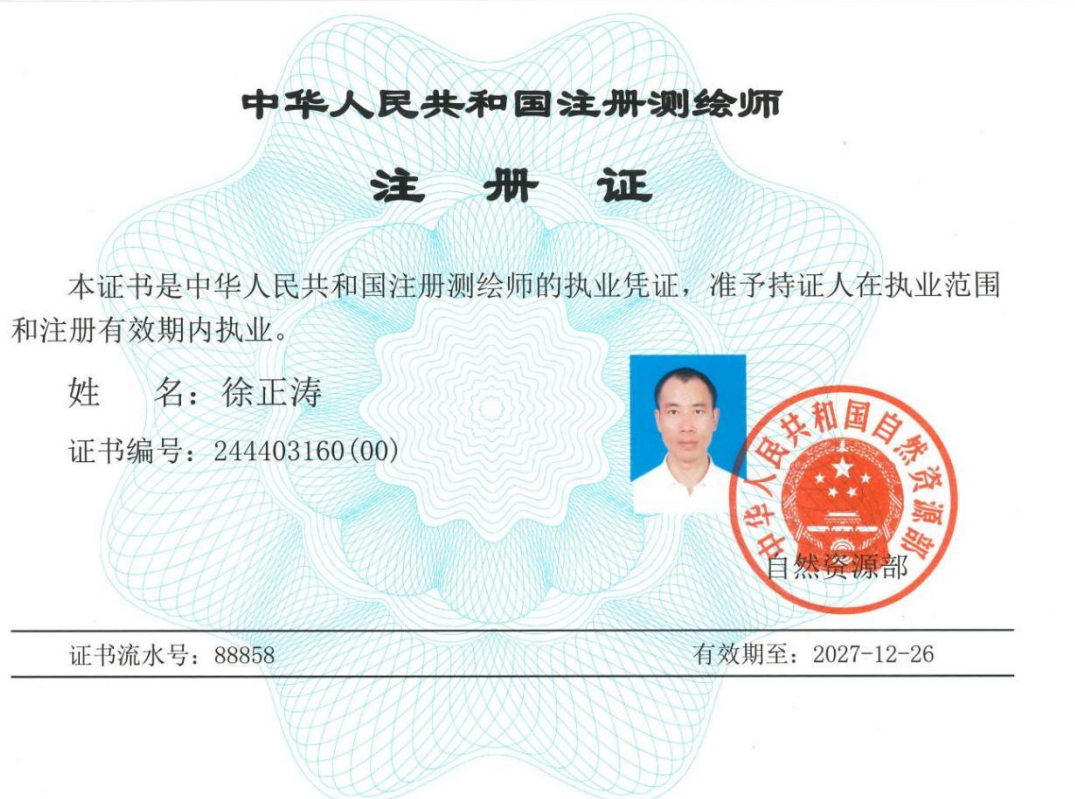 中华人民共和国注册测绘师
注册证
本证书是中华人民共和国注册测绘师的执业凭证，准予持证人在执业范围
和注册有效期内执业。
姓 名：徐正涛
证书编号：244403160(00)
中华人民共和国自然资源部
自然资源部
证书流水号：88858
有效期至：2027-12-26